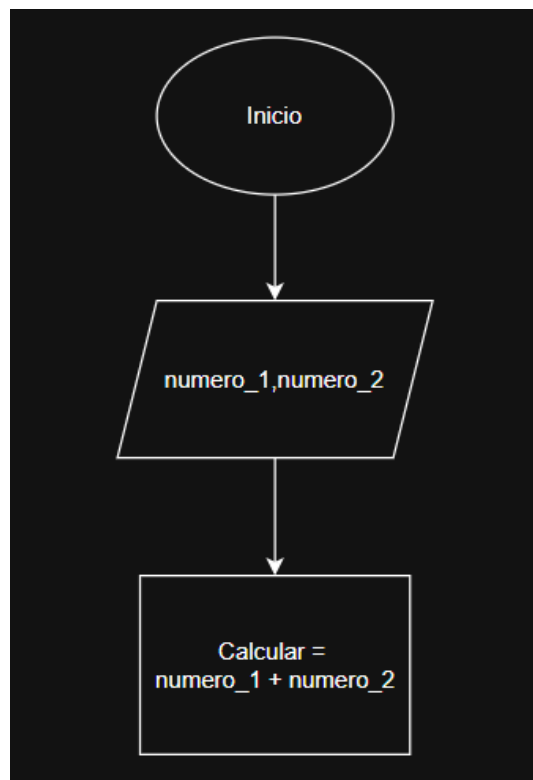 Inicio
numero_1,numero_2
Calcular =
numero_1 + numero_2